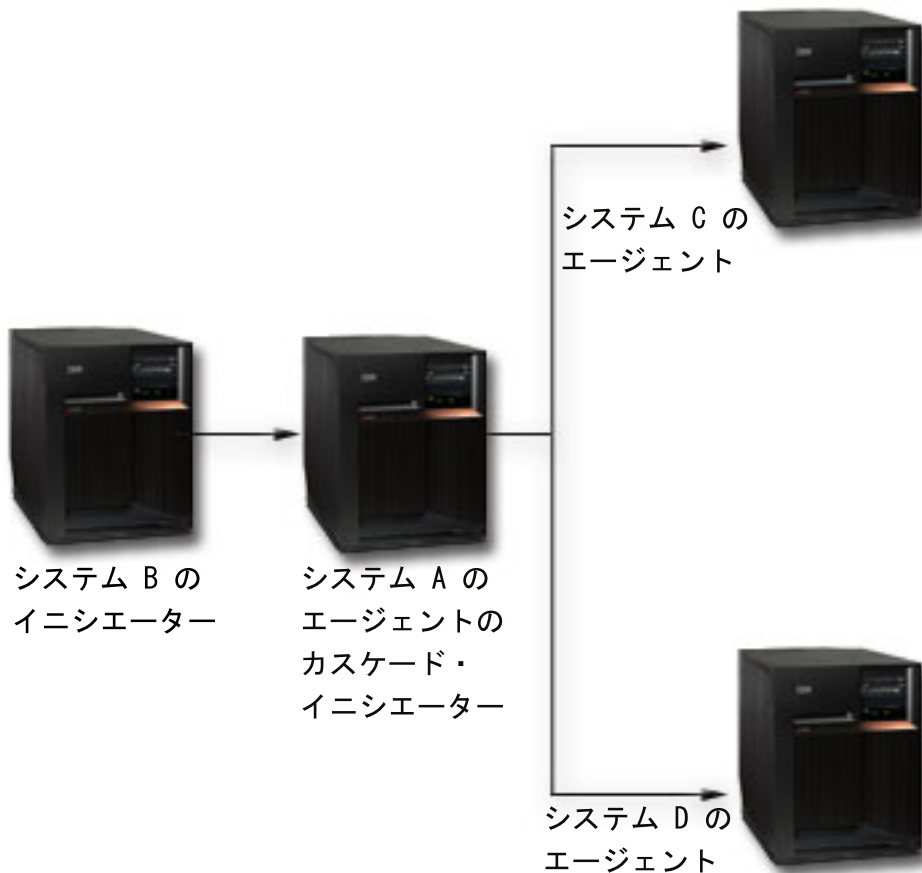 システム C の
エージェント
システム B の
イニシエーター
システム A の
エージェントの
カスケード・
イニシエーター
システム D の
エージェント